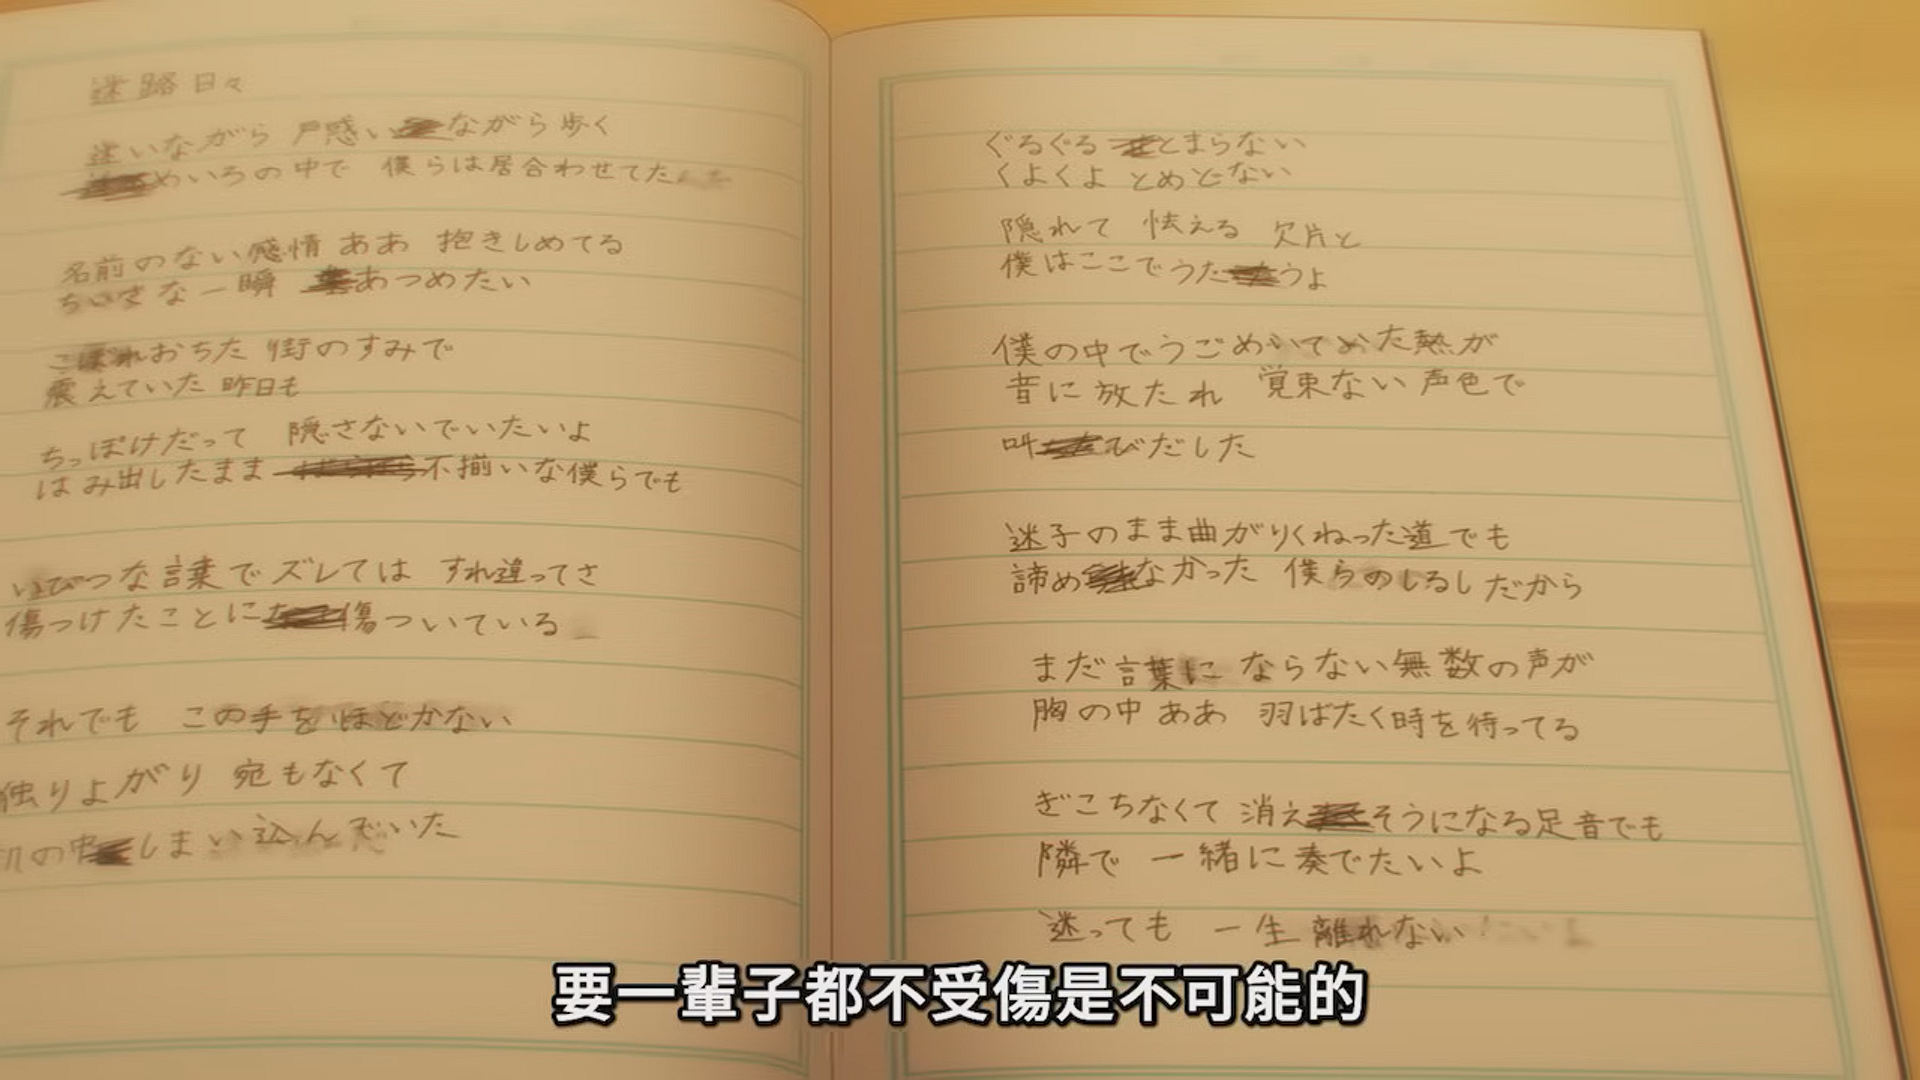 迷路日々
迷いながら 戸惑いながら歩く
めいろの中で 僕らは居合わせてた
名前のない感情 ああ 抱きしめてる
ちいさな一瞬 あつめたい
こぼれおちた 街のすみで
震えていた 昨日も
ちっぽけだって 隠さないでいたいよ
はみ出したまま 不揃いな僕らでも
いびつな言葉で ズレては すれ違ってさ
傷つけたことに 傷ついている
それでも この手をほどかない
独りよがり 宛もなくて
机の中 しまい込んでいた
ぐるぐる とまらない
くよくよ とめどない
隠れて 怯える 欠片と
僕はここでうたうよ
僕の中でうごめいてた熱が
音に放たれ 覚束ない声色で
叫びだした
迷子のまま曲がりくねった道でも
諦めなかった 僕らのしるしだから
まだ言葉に ならない無数の声が
胸の中 ああ 羽ばたく時を待ってる
ぎこちなくて 消えそうになる足音でも
隣で 一緒に奏でたいよ
迷っても 一生離れない
要一輩子都不受傷是不可能的